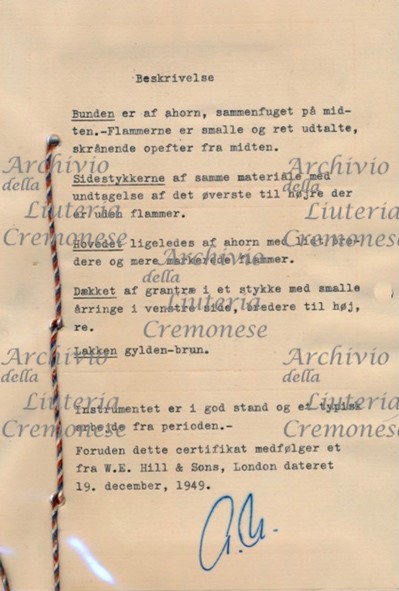 Beskrivelse
Bunden er af ahorn, sammenfuget på mid-
ten.-Flammerne er smalle og ret udtalte,
skrånende opefter fra midten.
Archivio Archivio
Sidestykkerne af samme materiale med
della della
undtagelse af det øverste til højre der
Liuteria Liuteria
er uden flammer.
Cremonese Cremonese
Hovedet ligeledes af ahorn med lidt bre-
dere og mere markerede flammer.
Archivio
della
Dækket af grantræ i et stykke med smalle
Liuteria
årringe i venstre side, bredere til høj,
re.
Cremonese
Lakken gylden-brun.
Archivio Archivio
della della
Liuteria Liuteria
Instrumentet er i god stand og et typisk
arbejde fra perioden.-
Cremonese Cremonese
Foruden dette certifikat medfølger et
fra W.E. Hill & Sons, London dateret
19. december, 1949.